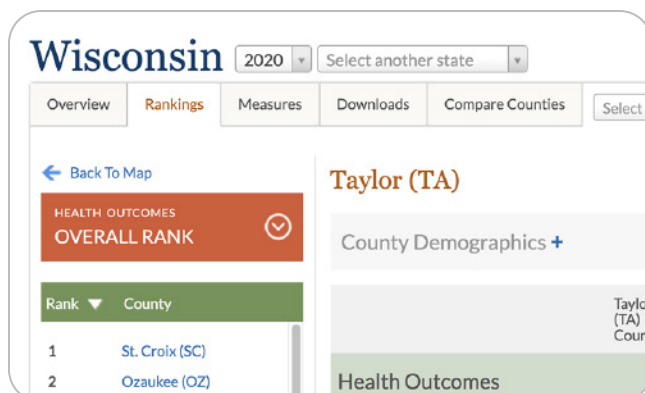 Wisconsin 2020 Select another state
Overview Rankings Measures Downloads Compare Counties Select
Back To Map
Taylor (TA)
HEALTH OUTCOMES
OVERALL RANK
County Demographics +
Rank County
(TA)
1 St. Croix (SC)
2 Ozaukee (OZ)
Health Outcomes